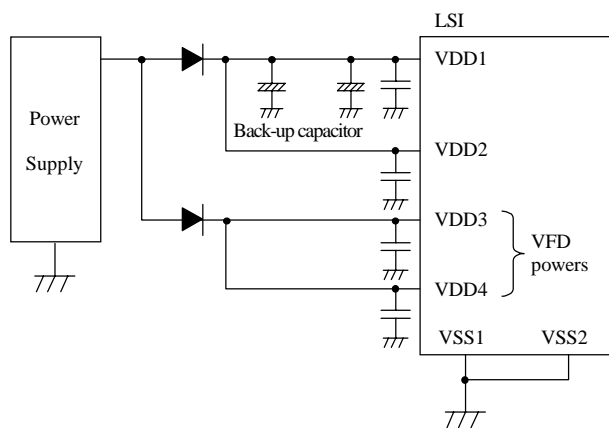 LSI
VDD1
Power
Supply
Back-up capacitor
VDD2
VDD3
VFD
powers
VDD4
VSS1 VSS2